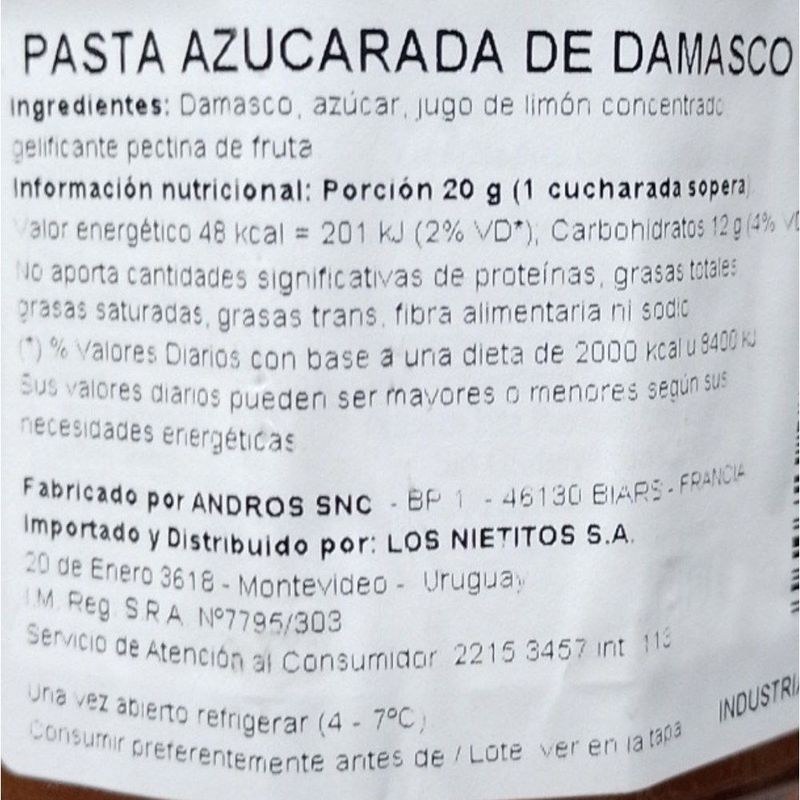 PASTA AZUCARADA DE DAMASCO
Ingredientes: Damasco, azúcar, jugo de limón concentrado
gelificante pectina de fruta
Información nutricional: Porción 20 g (1 cucharada sopera)
Valor energético 48 kcal = 201 kJ (2% VD*); Carbohidratos 12 g (4% VD
No aporta cantidades significativas de proteínas, grasas totales
grasas saturadas, grasas trans, fibra alimentaria ni sodio
(*) % Valores Diarios con base a una dieta de 2000 kcal u 8400 kJ
Sus valores diarios pueden ser mayores o menores según sus
necesidades energéticas
Fabricado por ANDROS SNC - BP 1 - 46130 BIARS - FRANCIA
Importado y Distribuido por: LOS NIETITOS S.A.
20 de Enero 3618 - Montevideo - Uruguay
I.M. Reg. S.R.A. Nº7795/303
Servicio de Atención al Consumidor 2215 3457 int 113
Una vez abierto refrigerar (4 - 7ºC)
Consumir preferentemente antes de / Lote ver en la tapa
INDUSTRIA